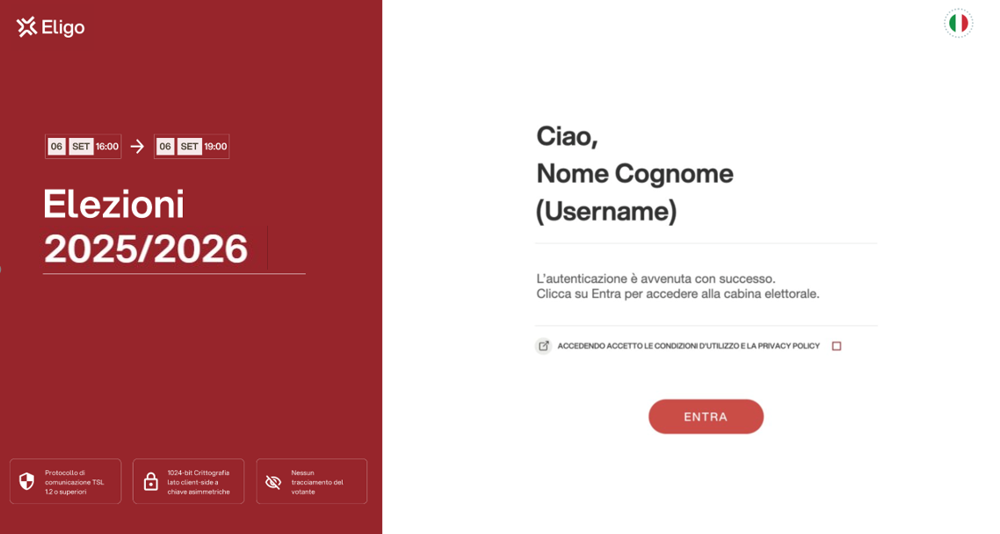 Eligo
06 SET 16:00 → 06 SET 19:00
Elezioni
2025/2026
Protocollo di
comunicazione TSL
1.2 o superiori
1024-bit Crittografia
lato client-side a
chiave asimmetriche
Nessun
tracciamento del
votante
Ciao,
Nome Cognome
(Username)
L'autenticazione è avvenuta con successo.
Clicca su Entra per accedere alla cabina elettorale.
ACCEDENDO ACCETTO LE CONDIZIONI D'UTILIZZO E LA PRIVACY POLICY
ENTRA